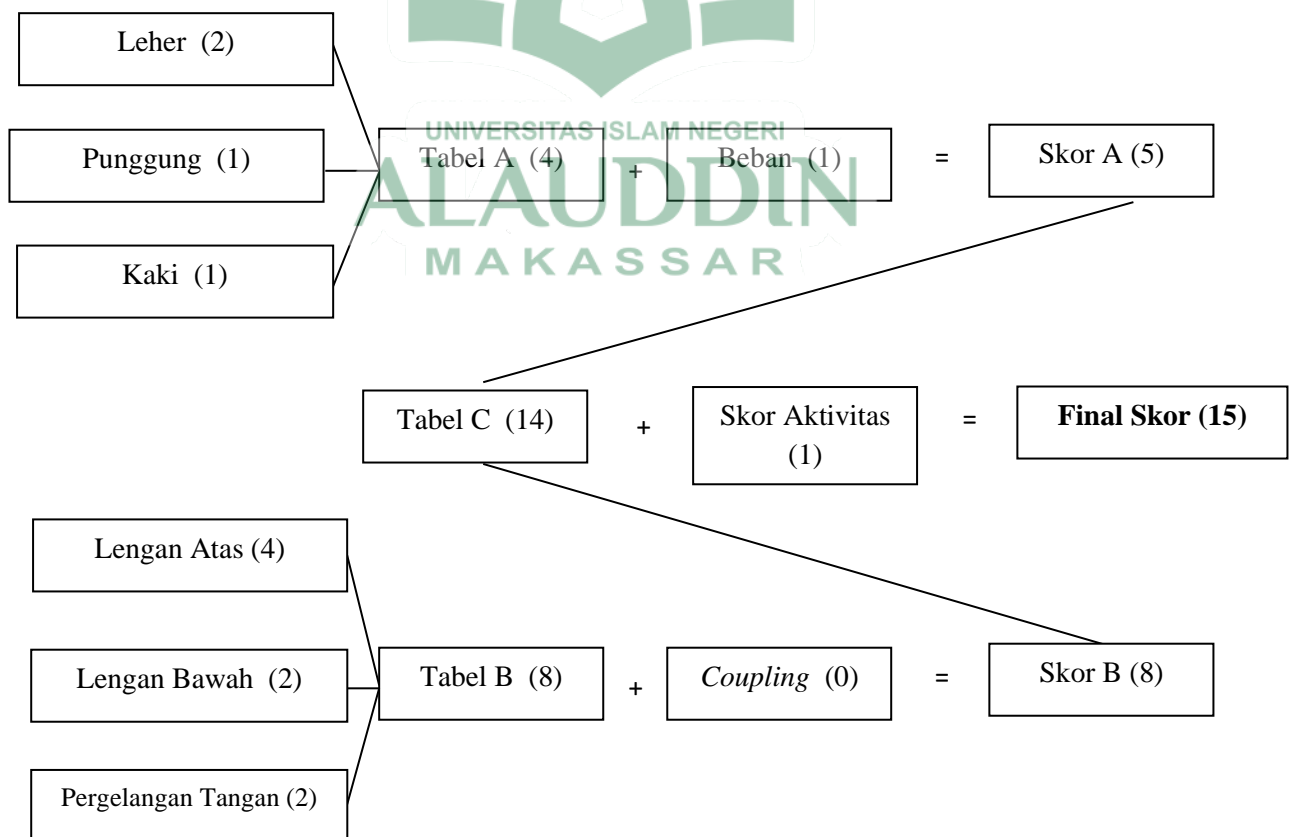 Leher (2)
UNIVERSITAS ISLAM NEGERI
ALAUDDIN
MAKASSAR
Punggung (1)
Tabel A (4)
+
Beban (1)
=
Skor A (5)
Kaki (1)
Tabel C (14)
+
Skor Aktivitas
(1)
=
Final Skor (15)
Lengan Atas (4)
Lengan Bawah (2)
Tabel B (8)
+
Coupling (0)
=
Skor B (8)
Pergelangan Tangan (2)